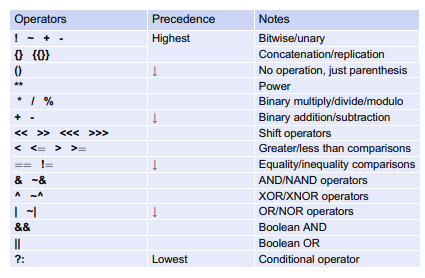 Operators Precedence Notes
! ~ + - Highest Bitwise/unary
{} {{}} Concatenation/replication
() ↓ No operation, just parenthesis
** Power
* / % Binary multiply/divide/modulo
+ - ↓ Binary addition/subtraction
<< >> <<< >>> Shift operators
< <= > >= Greater/less than comparisons
== != ↓ Equality/inequality comparisons
& ~& AND/NAND operators
^ ~^ XOR/XNOR operators
| ~| ↓ OR/NOR operators
&& Boolean AND
|| Boolean OR
?: Lowest Conditional operator